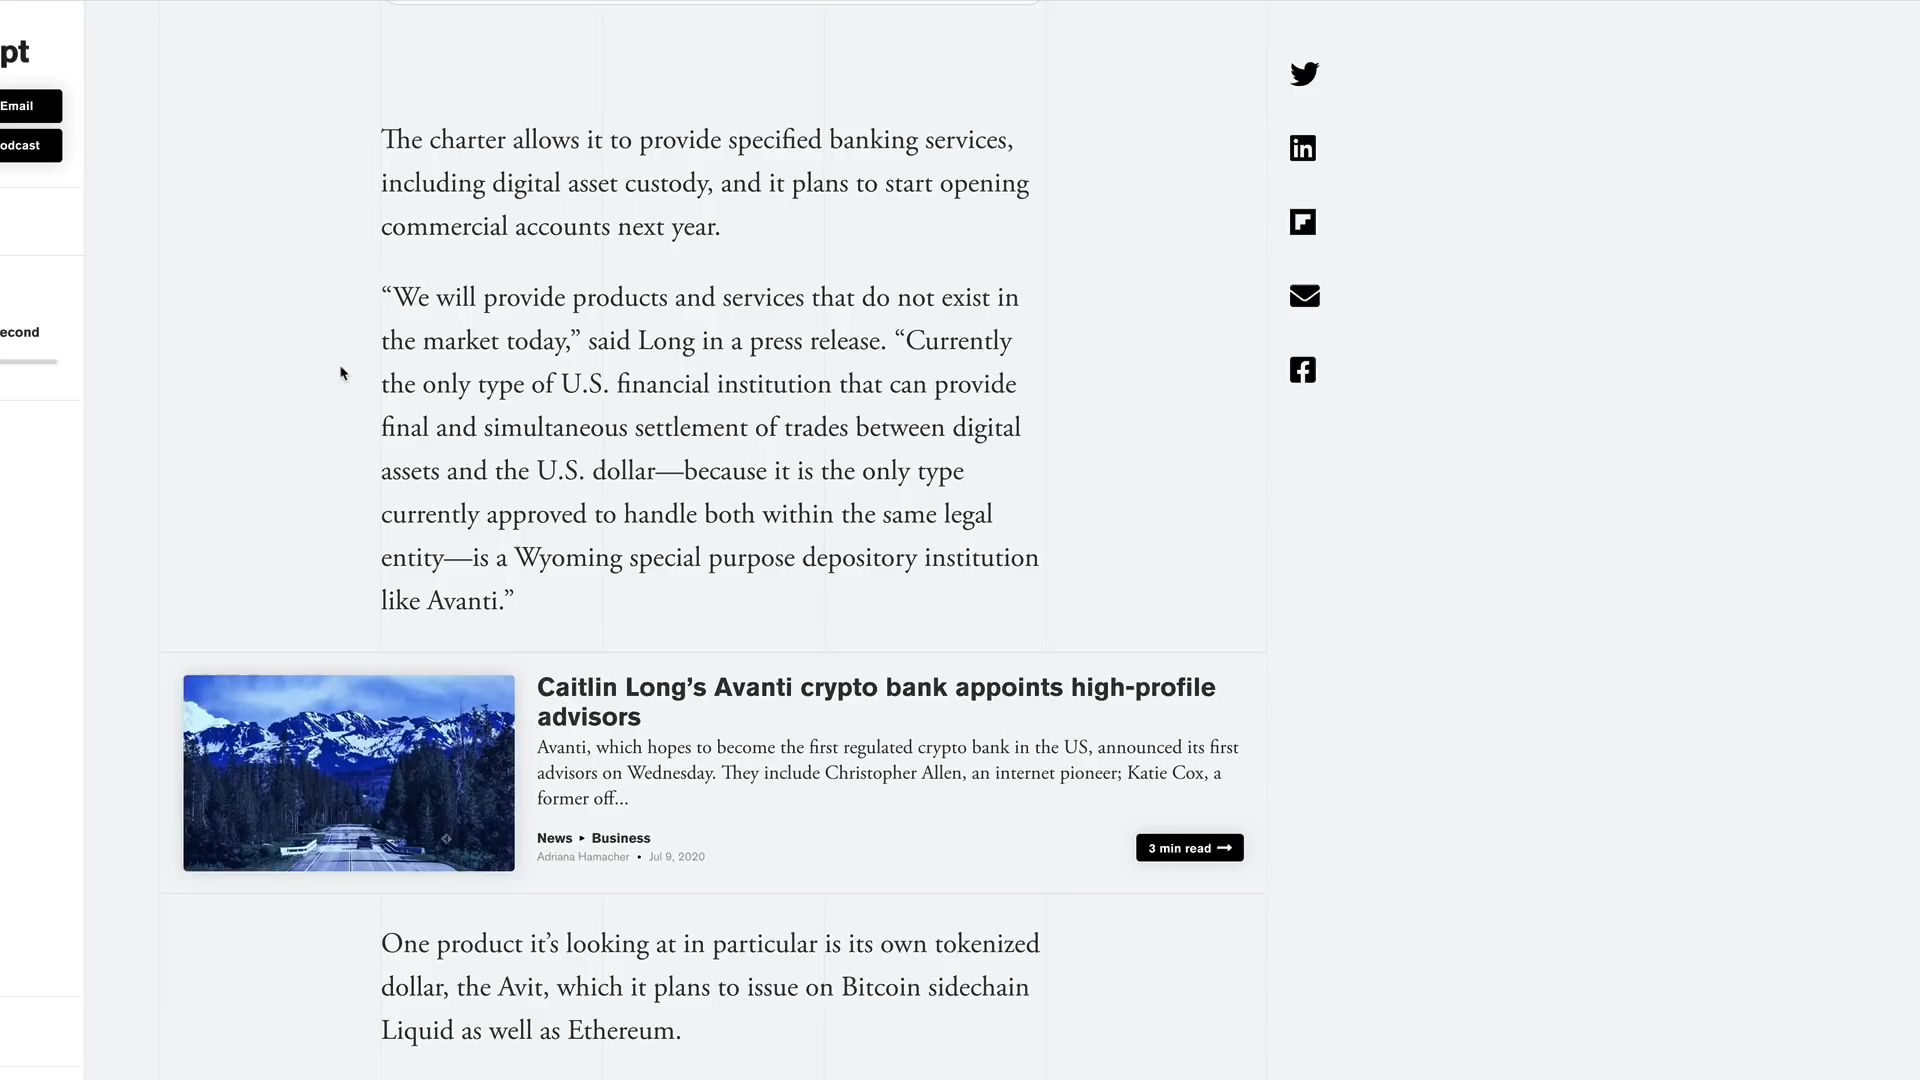 pt
Email
odcast
econd
The charter allows it to provide specified banking services,
including digital asset custody, and it plans to start opening
commercial accounts next year.
“We will provide products and services that do not exist in
the market today,” said Long in a press release. “Currently
the only type of U.S. financial institution that can provide
final and simultaneous settlement of trades between digital
assets and the U.S. dollar—because it is the only type
currently approved to handle both within the same legal
entity—is a Wyoming special purpose depository institution
like Avanti.”
Caitlin Long’s Avanti crypto bank appoints high-profile
advisors
Avanti, which hopes to become the first regulated crypto bank in the US, announced its first
advisors on Wednesday. They include Christopher Allen, an internet pioneer; Katie Cox, a
former off...
News ▸ Business
Adriana Hamacher • Jul 9, 2020
3 min read →
One product it’s looking at in particular is its own tokenized
dollar, the Avit, which it plans to issue on Bitcoin sidechain
Liquid as well as Ethereum.